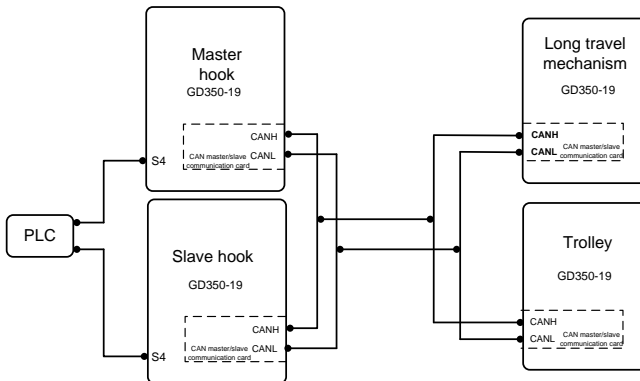 Master
hook
GD350-19
CANH
CAN master/slave
communication card
CANL
S4
PLC
Slave hook
GD350-19
CANH
CAN master/slave
communication card
CANL
S4
Long travel
mechanism
GD350-19
CANH
CANL
CAN master/slave
communication card
Trolley
GD350-19
CANH
CANL
CAN master/slave
communication card